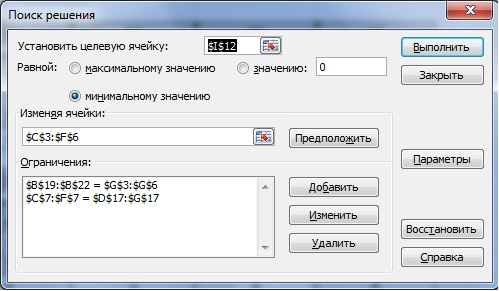 Поиск решения
Установить целевую ячейку: $I$12
Выполнить
Равной: максимальному значению значению: 0
Закрыть
минимальному значению
Изменяя ячейки:
$C$3:$F$6
Предположить
Ограничения:
Параметры
$B$19:$B$22 = $G$3:$G$6
$C$7:$F$7 = $D$17:$G$17
Добавить
Изменить
Удалить
Восстановить
Справка